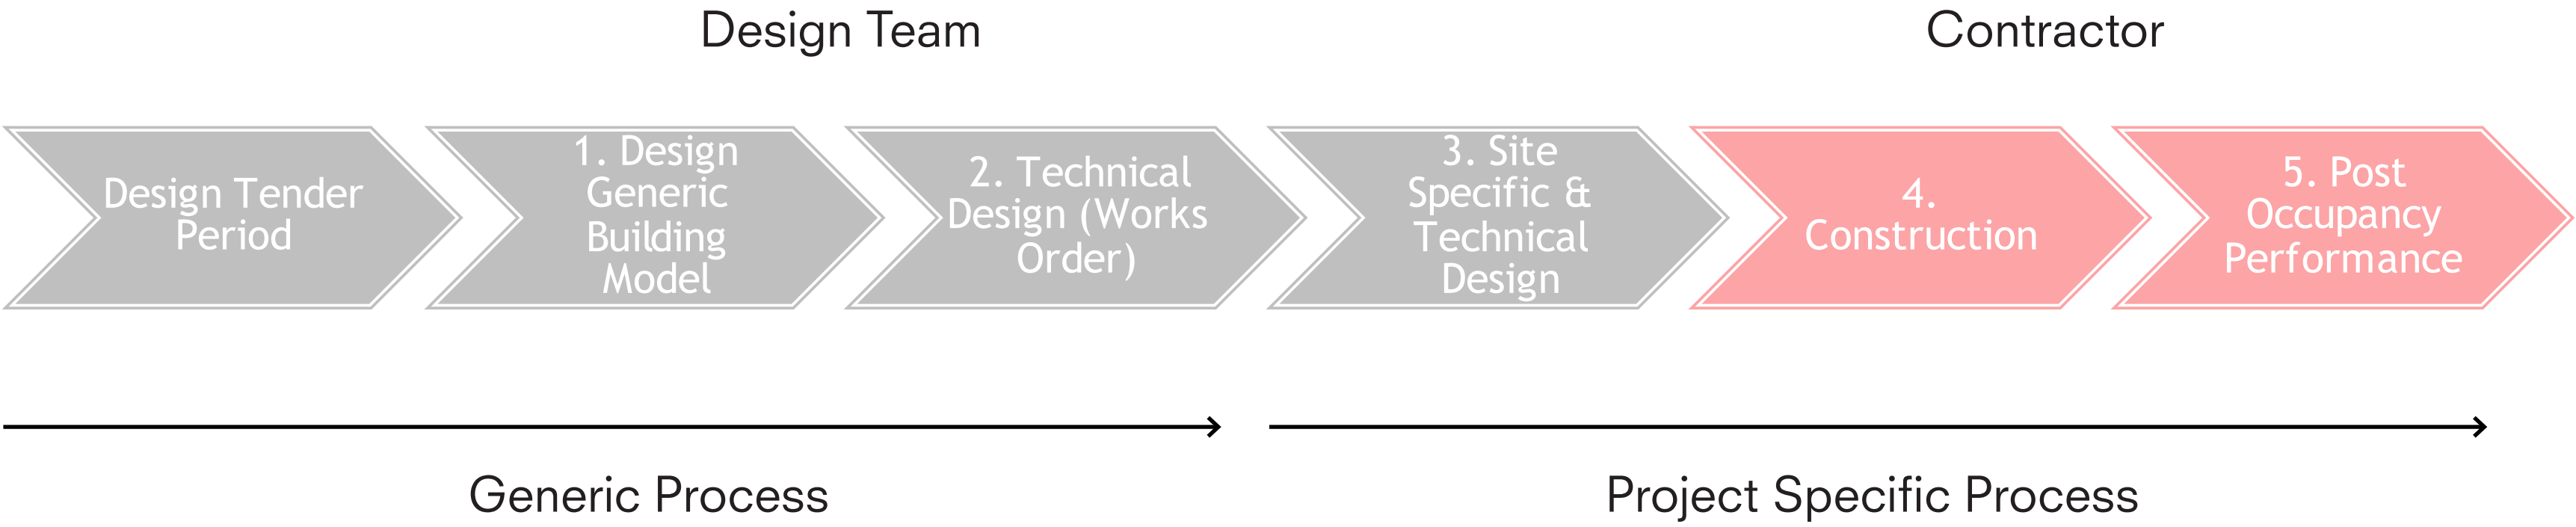 Design Team
Contractor
Design Tender
Period
1. Design
Generic
Building
Model
2. Technical
Design (Works
Order)
3. Site
Specific &
Technical
Design
4.
Construction
5. Post
Occupancy
Performance
Generic Process
Project Specific Process